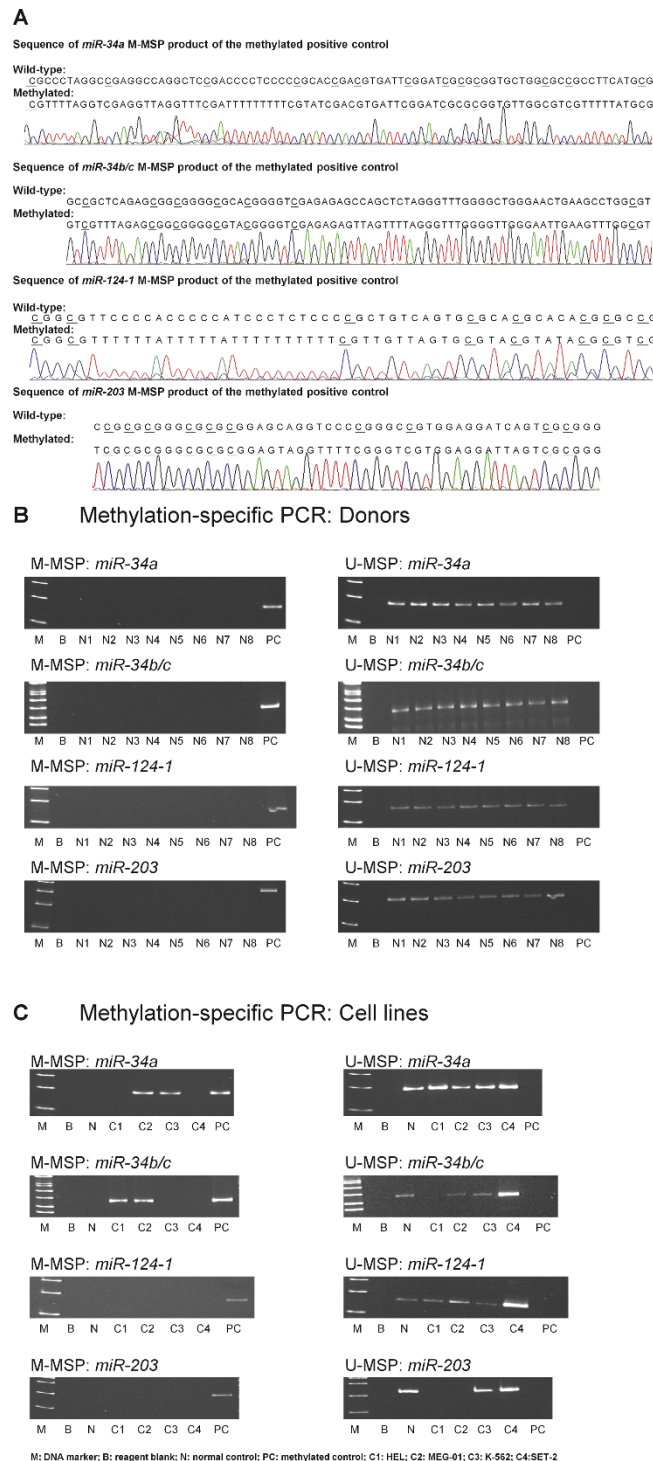 A
Sequence of miR-34a M-MSP product of the methylated positive control
Wild-type:
CGCCCTAGGCCGAGGCCAGGCTCCGACCCCTCCCCCGCACCGACGTGATTCGGATCGCGCGGTGCTGGCGCCGCCTTCATGCG
Methylated:
CGTTTTAGGTCGAGGTTAGGTTTCGATTTTTTTTTCGTATCGACGTGATTCGGATCGCGCGGTGTTGGCGTCGTTTTTATGCG
Sequence of miR-34b/c M-MSP product of the methylated positive control
Wild-type:
GCCGCTCAGAGCGGCGGGGCGCACGGGGTCGAGAGAGCCAGCTCTAGGGTTTGGGGCTGGGAACTGAAGCCTGGCGT
Methylated:
GTCGTTTAGAGCGGCGGGGCGTACGGGGTCGAGAGAGTTAGTTTTAGGGTTTGGGGTTGGGAATTGAAGTTTGGCGT
Sequence of miR-124-1 M-MSP product of the methylated positive control
Wild-type:
CGGCGTTCCCCACCCCCATCCCTCTCCCCGCTGTCAGTGCGCACGCACACGCGCCG
Methylated:
CGGCGTTTTTTATTTTTATTTTTTTTTTCGTTGTTAGTGCGTACGTATACGCGTCG
Sequence of miR-203 M-MSP product of the methylated positive control
Wild-type:
CCGCGCGGGCGCGCGGAGCAGGTCCCCGGGCCGTGGAGGATCAGTCGCGGG
Methylated:
TCGCGCGGGCGCGCGGAGTAGGTTTTCGGGTCGTGGAGGATTAGTCGCGGG
B Methylation-specific PCR: Donors
M-MSP: miR-34a U-MSP: miR-34a
M B N1 N2 N3 N4 N5 N6 N7 N8 PC M B N1 N2 N3 N4 N5 N6 N7 N8 PC
M-MSP: miR-34b/c U-MSP: miR-34b/c
M B N1 N2 N3 N4 N5 N6 N7 N8 PC M B N1 N2 N3 N4 N5 N6 N7 N8 PC
M-MSP: miR-124-1 U-MSP: miR-124-1
M B N1 N2 N3 N4 N5 N6 N7 N8 PC M B N1 N2 N3 N4 N5 N6 N7 N8 PC
M-MSP: miR-203 U-MSP: miR-203
M B N1 N2 N3 N4 N5 N6 N7 N8 PC M B N1 N2 N3 N4 N5 N6 N7 N8 PC
C Methylation-specific PCR: Cell lines
M-MSP: miR-34a U-MSP: miR-34a
M B N C1 C2 C3 C4 PC M B N C1 C2 C3 C4 PC
M-MSP: miR-34b/c U-MSP: miR-34b/c
M B N C1 C2 C3 C4 PC M B N C1 C2 C3 C4 PC
M-MSP: miR-124-1 U-MSP: miR-124-1
M B N C1 C2 C3 C4 PC M B N C1 C2 C3 C4 PC
M-MSP: miR-203 U-MSP: miR-203
M B N C1 C2 C3 C4 PC M B N C1 C2 C3 C4 PC
M: DNA marker; B: reagent blank; N: normal control; PC: methylated control; C1: HEL; C2: MEG-01; C3: K-562; C4:SET-2